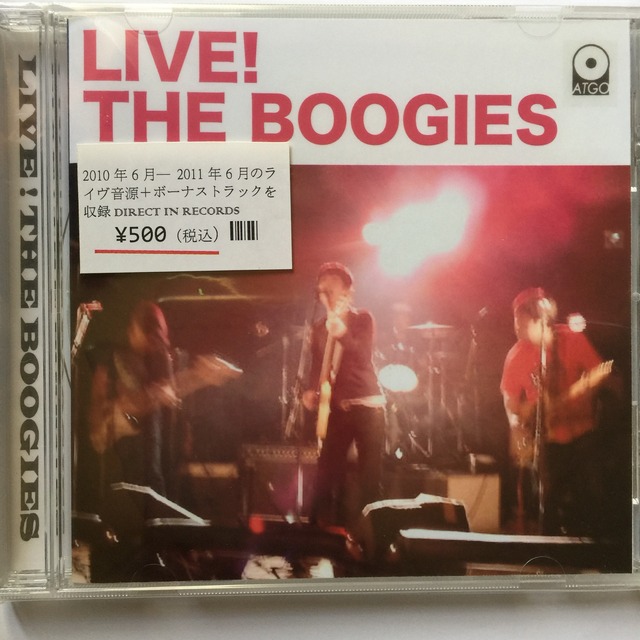 LIVE!
THE BOOGIES
ATGO
2010年6月― 2011年6月のラ
イヴ音源＋ボーナストラックを
収録 DIRECT IN RECORDS
¥500 (税込)
LIVE! THE BOOGIES